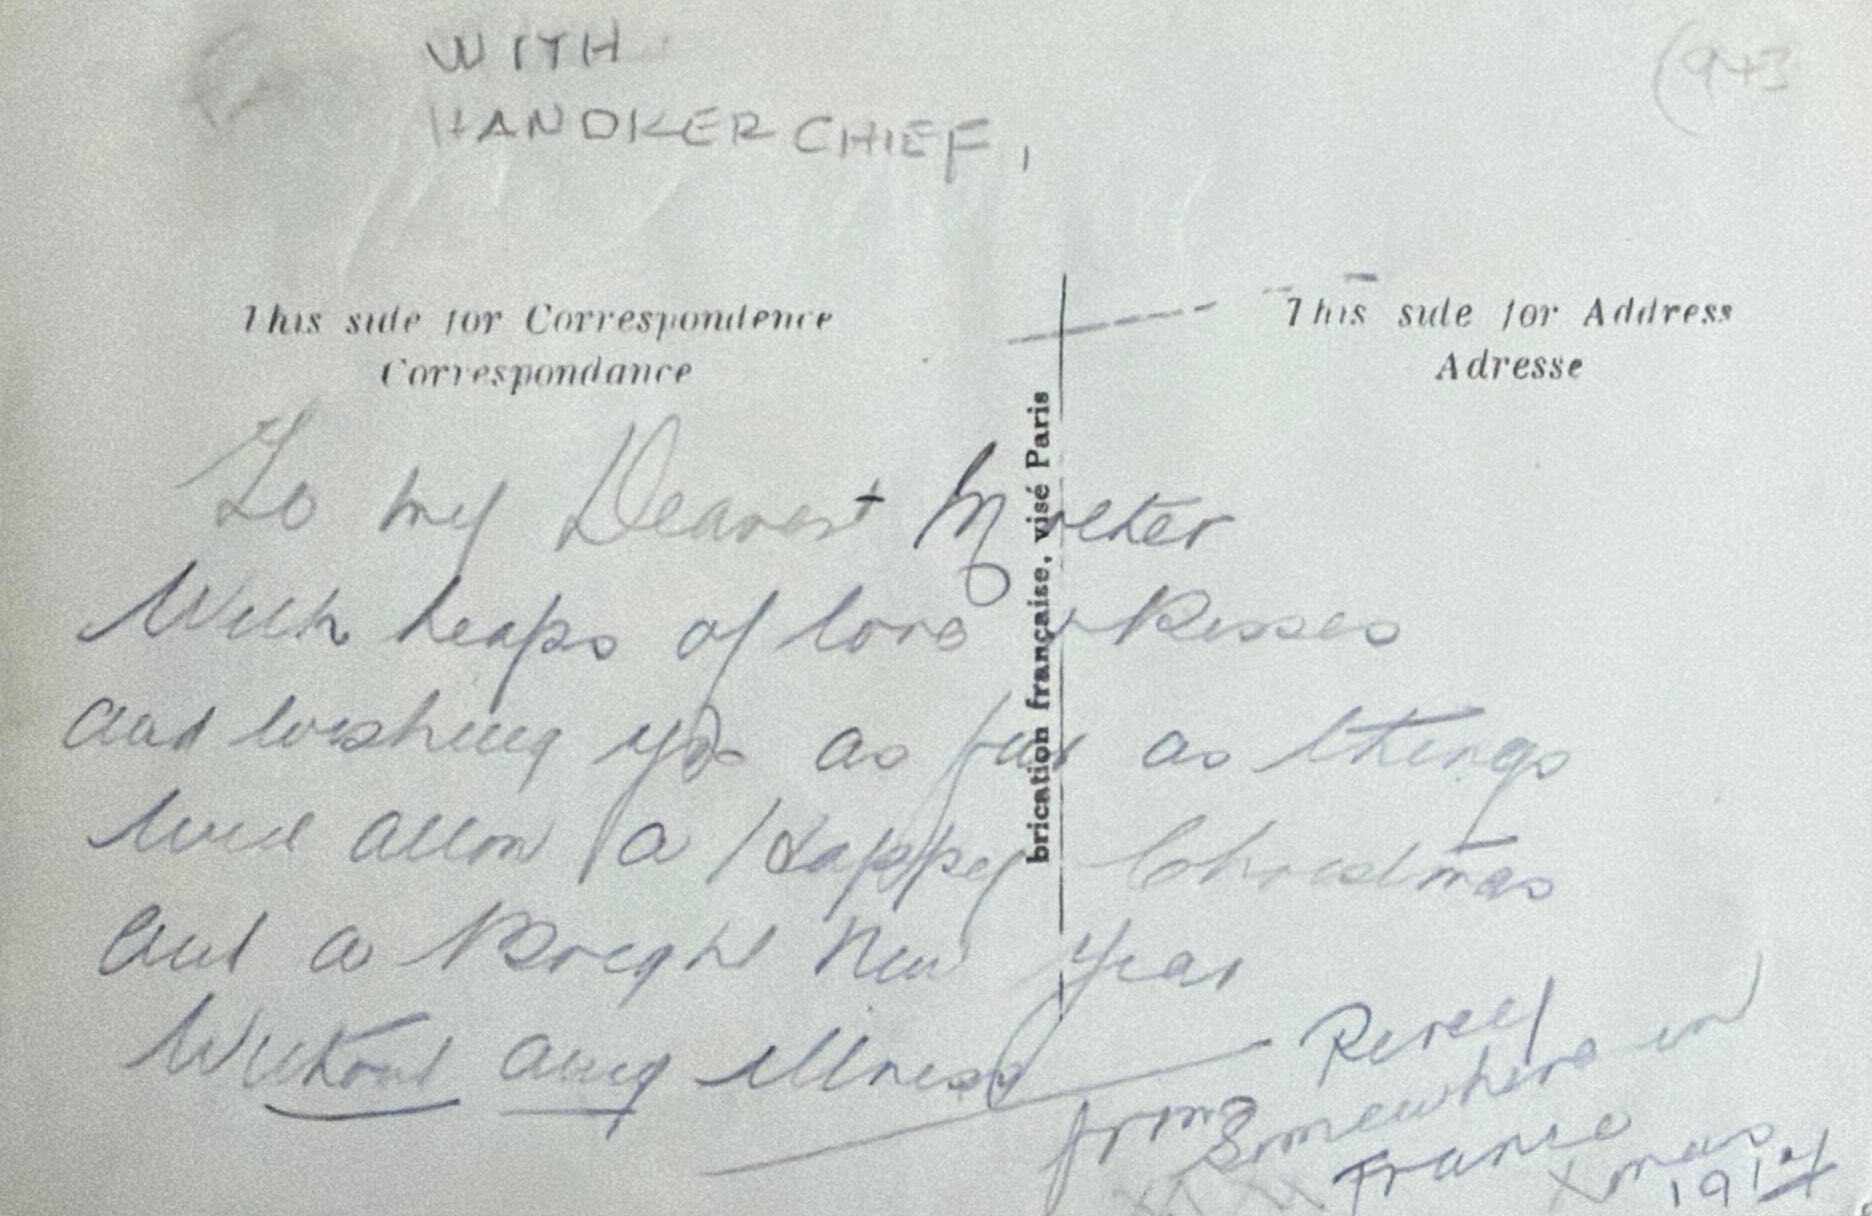 WITH
HANDKERCHIEF,
(943
This side for Correspondence
Correspondance
This side for Address
Adresse
brication française, visé Paris
To my Dearest Mother
With heaps of love & Kisses
and wishing you as far as things
will allow a Happy Christmas
and a Bright New Year
Without any illness
Percy
from Somewhere in
France
Xmas
191